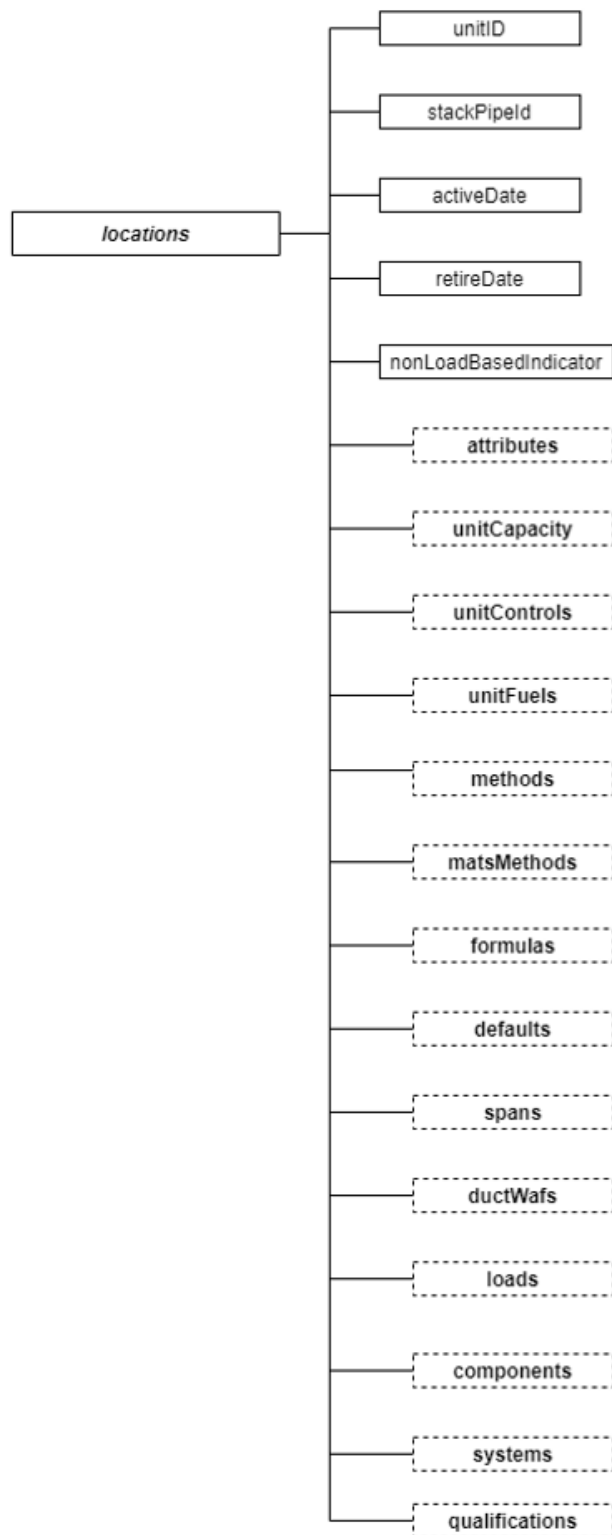 unitID
stackPipeId
activeDate
locations
retireDate
nonLoadBasedIndicator
attributes
unitCapacity
unitControls
unitFuels
methods
matsMethods
formulas
defaults
spans
ductWafs
loads
components
systems
qualifications